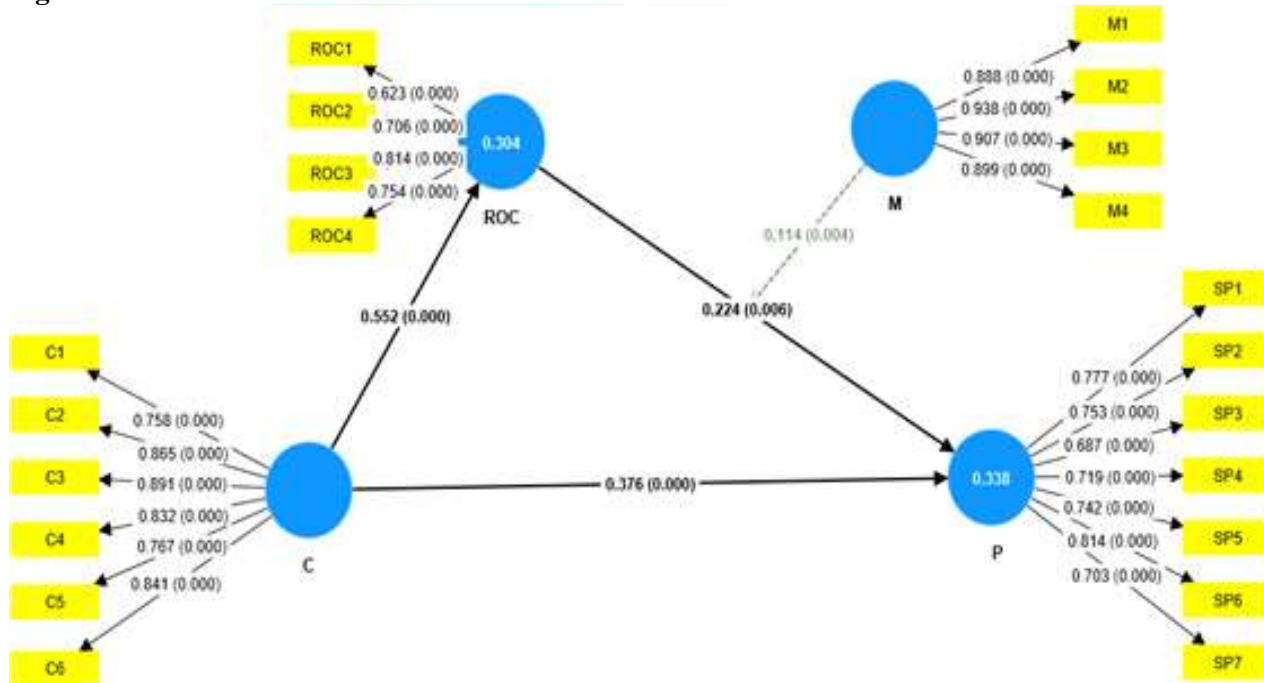 ROC1
ROC2
ROC3
ROC4
0.623 (0.000)
0.706 (0.000)
0.814 (0.000)
0.754 (0.000)
0.304
ROC
M1
M2
M3
M4
0.888 (0.000)
0.938 (0.000)
0.907 (0.000)
0.899 (0.000)
M
0.114 (0.004)
0.552 (0.000)
0.224 (0.006)
0.376 (0.000)
C1
C2
C3
C4
C5
C6
0.758 (0.000)
0.865 (0.000)
0.891 (0.000)
0.832 (0.000)
0.767 (0.000)
0.841 (0.000)
C
SP1
SP2
SP3
SP4
SP5
SP6
SP7
0.777 (0.000)
0.753 (0.000)
0.687 (0.000)
0.719 (0.000)
0.742 (0.000)
0.814 (0.000)
0.703 (0.000)
0.338
P